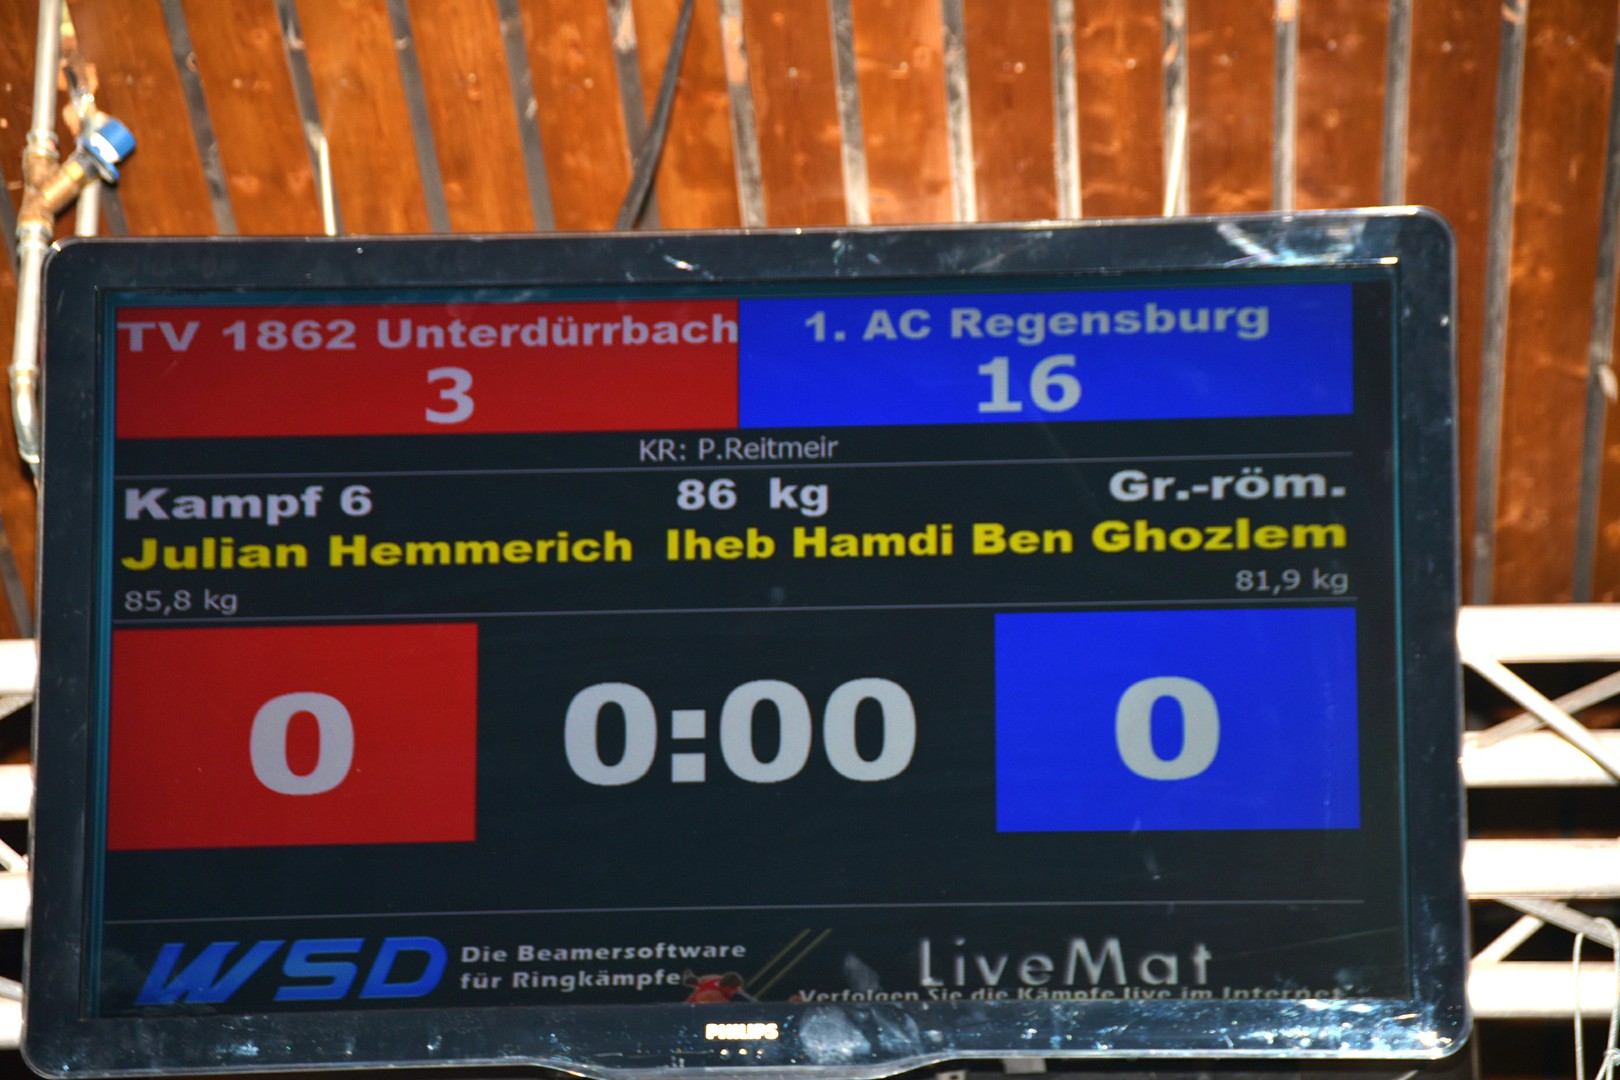 TV 1862 Unterdürrbach 1. AC Regensburg
3 16
KR: P.Reitmeir
Kampf 6 86 kg Gr.-röm.
Julian Hemmerich Iheb Hamdi Ben Ghozlem
85,8 kg 81,9 kg
0 0:00 0
WSD Die Beamersoftware
für Ringkämpfe
LiveMat
Verfolgen Sie die Kämpfe live im Internet
PHILIPS